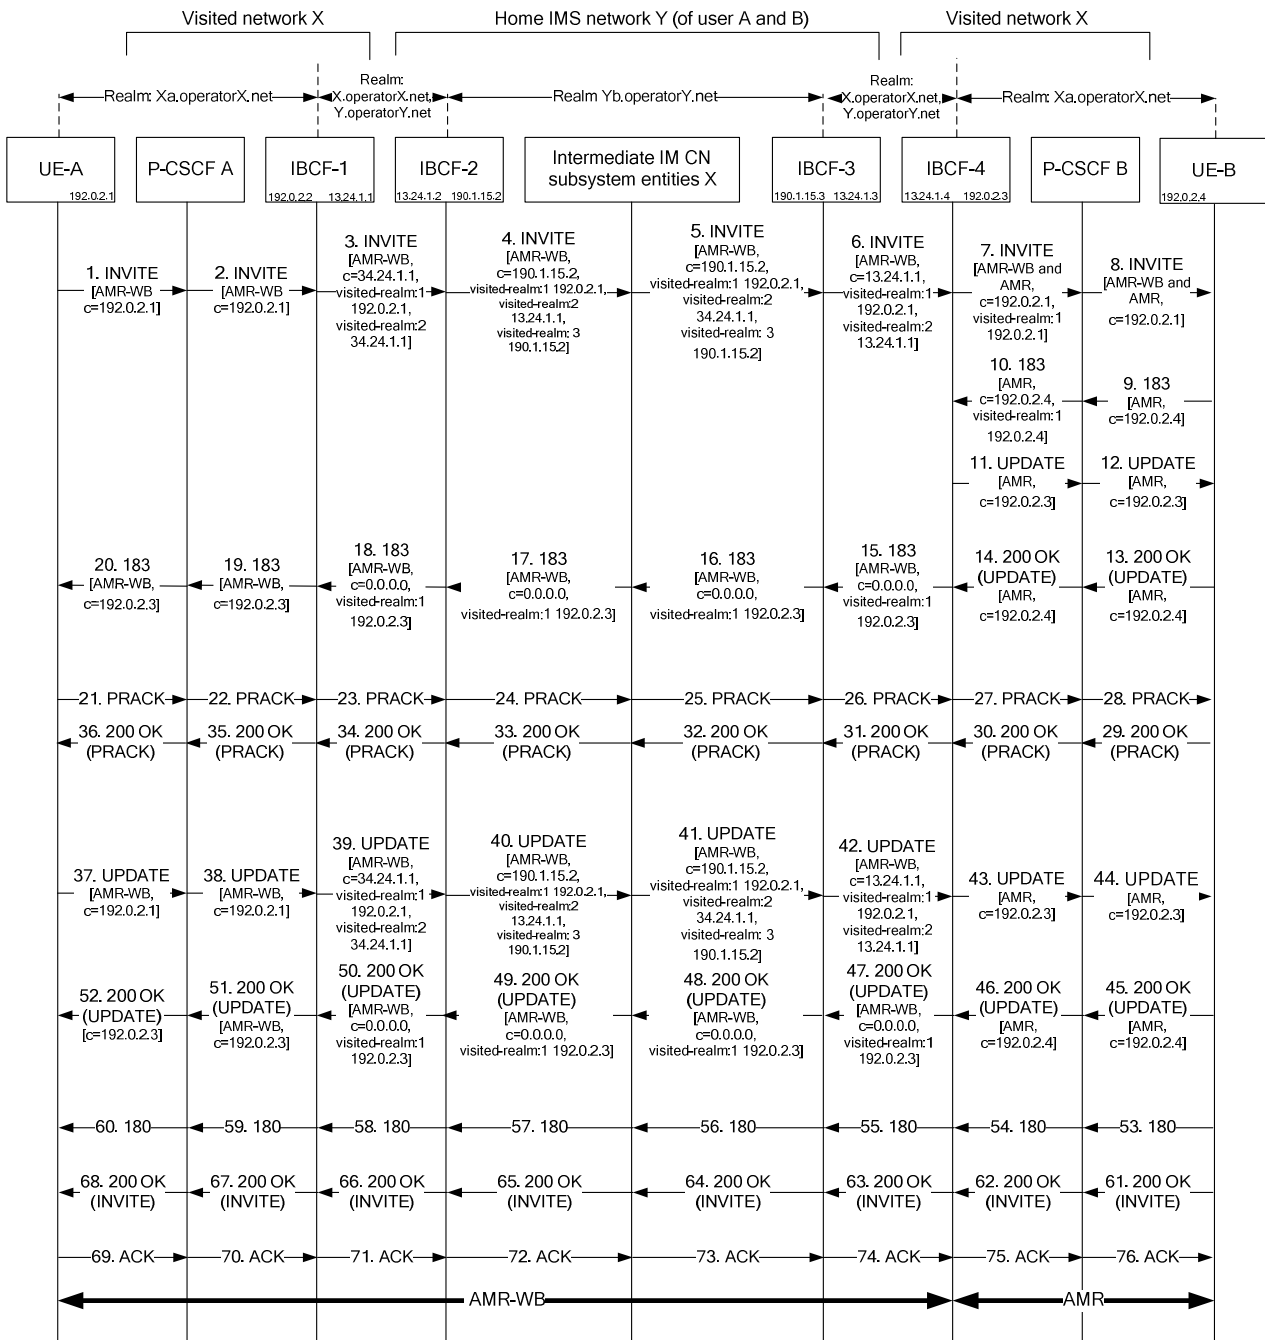 Visited network X
Home IMS network Y (of user A and B)
Visited network X
Realm: Xa.operatorX.net
Realm:
X.operatorX.net,
Y.operatorY.net
Realm Yb.operatorY.net
Realm:
X.operatorX.net,
Y.operatorY.net
Realm: Xa.operatorX.net
UE-A
192.0.2.1
P-CSCF A
IBCF-1
192.0.2.2 13.24.1.1
IBCF-2
13.24.1.2 190.1.15.2
Intermediate IM CN
subsystem entities X
IBCF-3
190.1.15.3 13.24.1.3
IBCF-4
13.24.1.4 192.0.2.3
P-CSCF B
UE-B
192.0.2.4
1. INVITE
[AMR-WB
c=192.0.2.1]
2. INVITE
[AMR-WB
c=192.0.2.1]
3. INVITE
[AMR-WB,
c=34.24.1.1,
visited-realm:1
192.0.2.1,
visited-realm:2
34.24.1.1]
4. INVITE
[AMR-WB,
c=190.1.15.2,
visited-realm:1 192.0.2.1,
visited-realm:2
13.24.1.1,
visited-realm: 3
190.1.15.2]
5. INVITE
[AMR-WB,
c=190.1.15.2,
visited-realm:1 192.0.2.1,
visited-realm:2
34.24.1.1,
visited-realm: 3
190.1.15.2]
6. INVITE
[AMR-WB,
c=13.24.1.1,
visited-realm:1
192.0.2.1,
visited-realm:2
13.24.1.1]
7. INVITE
[AMR-WB and
AMR,
c=192.0.2.1,
visited-realm:1
192.0.2.1]
8. INVITE
[AMR-WB and
AMR,
c=192.0.2.1]
10. 183
[AMR,
c=192.0.2.4,
visited-realm:1
192.0.2.4]
9. 183
[AMR,
c=192.0.2.4]
11. UPDATE
[AMR,
c=192.0.2.3]
12. UPDATE
[AMR,
c=192.0.2.3]
20. 183
[AMR-WB,
c=192.0.2.3]
19. 183
[AMR-WB,
c=192.0.2.3]
18. 183
[AMR-WB,
c=0.0.0.0,
visited-realm:1
192.0.2.3]
17. 183
[AMR-WB,
c=0.0.0.0,
visited-realm:1 192.0.2.3]
16. 183
[AMR-WB,
c=0.0.0.0,
visited-realm:1 192.0.2.3]
15. 183
[AMR-WB,
c=0.0.0.0,
visited-realm:1
192.0.2.3]
14. 200 OK
(UPDATE)
[AMR,
c=192.0.2.4]
13. 200 OK
(UPDATE)
[AMR,
c=192.0.2.4]
21. PRACK
22. PRACK
23. PRACK
24. PRACK
25. PRACK
26. PRACK
27. PRACK
28. PRACK
36. 200 OK
(PRACK)
35. 200 OK
(PRACK)
34. 200 OK
(PRACK)
33. 200 OK
(PRACK)
32. 200 OK
(PRACK)
31. 200 OK
(PRACK)
30. 200 OK
(PRACK)
29. 200 OK
(PRACK)
37. UPDATE
[AMR-WB,
c=192.0.2.1]
38. UPDATE
[AMR-WB,
c=192.0.2.1]
39. UPDATE
[AMR-WB,
c=34.24.1.1,
visited-realm:1
192.0.2.1,
visited-realm:2
34.24.1.1]
40. UPDATE
[AMR-WB,
c=190.1.15.2,
visited-realm:1 192.0.2.1,
visited-realm:2
13.24.1.1,
visited-realm: 3
190.1.15.2]
41. UPDATE
[AMR-WB,
c=190.1.15.2,
visited-realm:1 192.0.2.1,
visited-realm:2
34.24.1.1,
visited-realm: 3
190.1.15.2]
42. UPDATE
[AMR-WB,
c=13.24.1.1,
visited-realm:1
192.0.2.1,
visited-realm:2
13.24.1.1]
43. UPDATE
[AMR,
c=192.0.2.3]
44. UPDATE
[AMR,
c=192.0.2.3]
52. 200 OK
(UPDATE)
[c=192.0.2.3]
51. 200 OK
(UPDATE)
[AMR-WB,
c=192.0.2.3]
50. 200 OK
(UPDATE)
[AMR-WB,
c=0.0.0.0,
visited-realm:1
192.0.2.3]
49. 200 OK
(UPDATE)
[AMR-WB,
c=0.0.0.0,
visited-realm:1 192.0.2.3]
48. 200 OK
(UPDATE)
[AMR-WB,
c=0.0.0.0,
visited-realm:1 192.0.2.3]
47. 200 OK
(UPDATE)
[AMR-WB,
c=0.0.0.0,
visited-realm:1
192.0.2.3]
46. 200 OK
(UPDATE)
[AMR,
c=192.0.2.4]
45. 200 OK
(UPDATE)
[AMR,
c=192.0.2.4]
60. 180
59. 180
58. 180
57. 180
56. 180
55. 180
54. 180
53. 180
68. 200 OK
(INVITE)
67. 200 OK
(INVITE)
66. 200 OK
(INVITE)
65. 200 OK
(INVITE)
64. 200 OK
(INVITE)
63. 200 OK
(INVITE)
62. 200 OK
(INVITE)
61. 200 OK
(INVITE)
69. ACK
70. ACK
71. ACK
72. ACK
73. ACK
74. ACK
75. ACK
76. ACK
AMR-WB
AMR